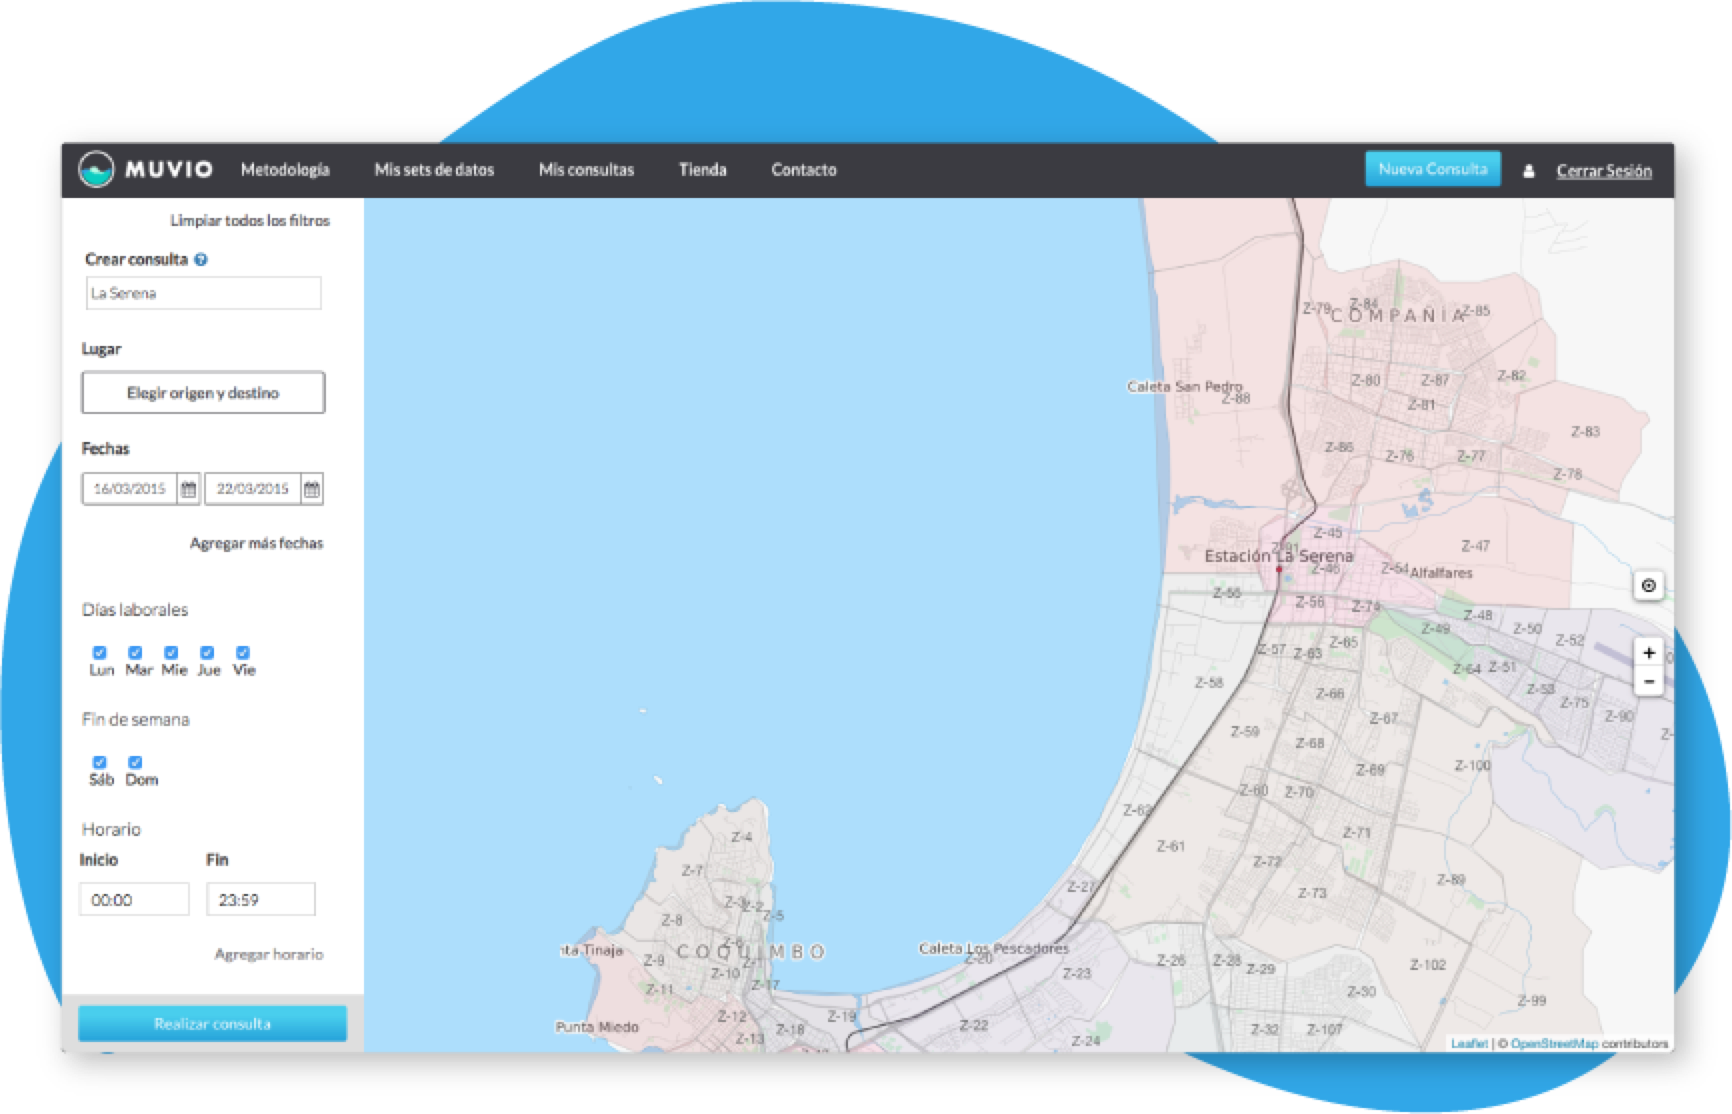 MUVIO Metodología Mis sets de datos Mis consultas Tienda Contacto Nueva Consulta Cerrar Sesión
Limpiar todos los filtros
Crear consulta
La Serena
Lugar
Elegir origen y destino
Fechas
16/03/2015 22/03/2015
Agregar más fechas
Días laborales
Lun Mar Mie Jue Vie
Fin de semana
Sáb Dom
Horario
Inicio Fin
00:00 23:59
Agregar horario
Realizar consulta
Z-79 Z-84 Z-85
COMPAÑIA
Z-80 Z-87 Z-82
Caleta San Pedro
Z-88
Z-81
Z-83
Z-86 Z-76 Z-77
Z-78
Z-45
Z-47
Estación La Serena
Z-46 Z-54 Alfalfares
Z-55
Z-56 Z-74
Z-48
Z-49 Z-50 Z-52
Z-57 Z-63 Z-65
+
Z-64 Z-51
−
Z-58
Z-66
Z-53
Z-75
Z-67
Z-90
Z-59
Z-68
Z-69
Z-100
Z-60 Z-70
Z-62
Z-4
Z-71
Z-61
Z-72
Z-7
Z-27
Z-73
Z-89
Z-3 Z-2 Z-5
Z-8
Z-6
COQUIMBO
nta Tinaja
Caleta Los Pescadores
Z-20
Z-9
Z-10
Z-23
Z-26 Z-28 Z-29
Z-102
Z-11
Z-17
Z-30
Z-99
Z-12
Z-19
Punta Miedo
Z-13
Z-18
Z-22
Z-32 Z-107
Z-24
Leaflet | © OpenStreetMap contributors